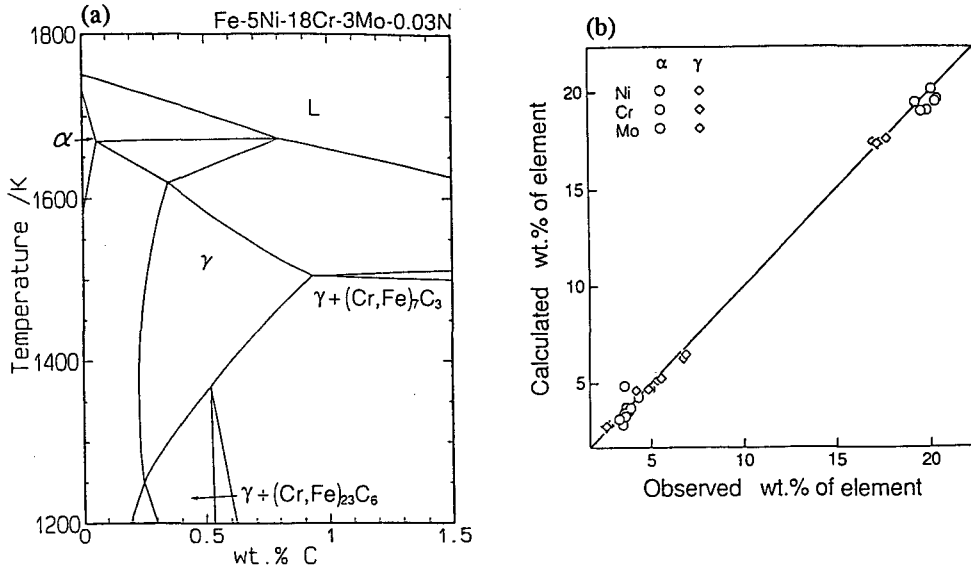 (a)
Fe-5Ni-18Cr-3Mo-0.03N
1800
1600
1400
1200
Temperature /K
L
α
γ
γ+(Cr,Fe)7C3
γ+(Cr,Fe)23C6
0
0.5
1.0
1.5
wt.% C
(b)
α γ
Ni
Cr
Mo
20
15
10
5
Calculated wt.% of element
5
10
15
20
Observed wt.% of element